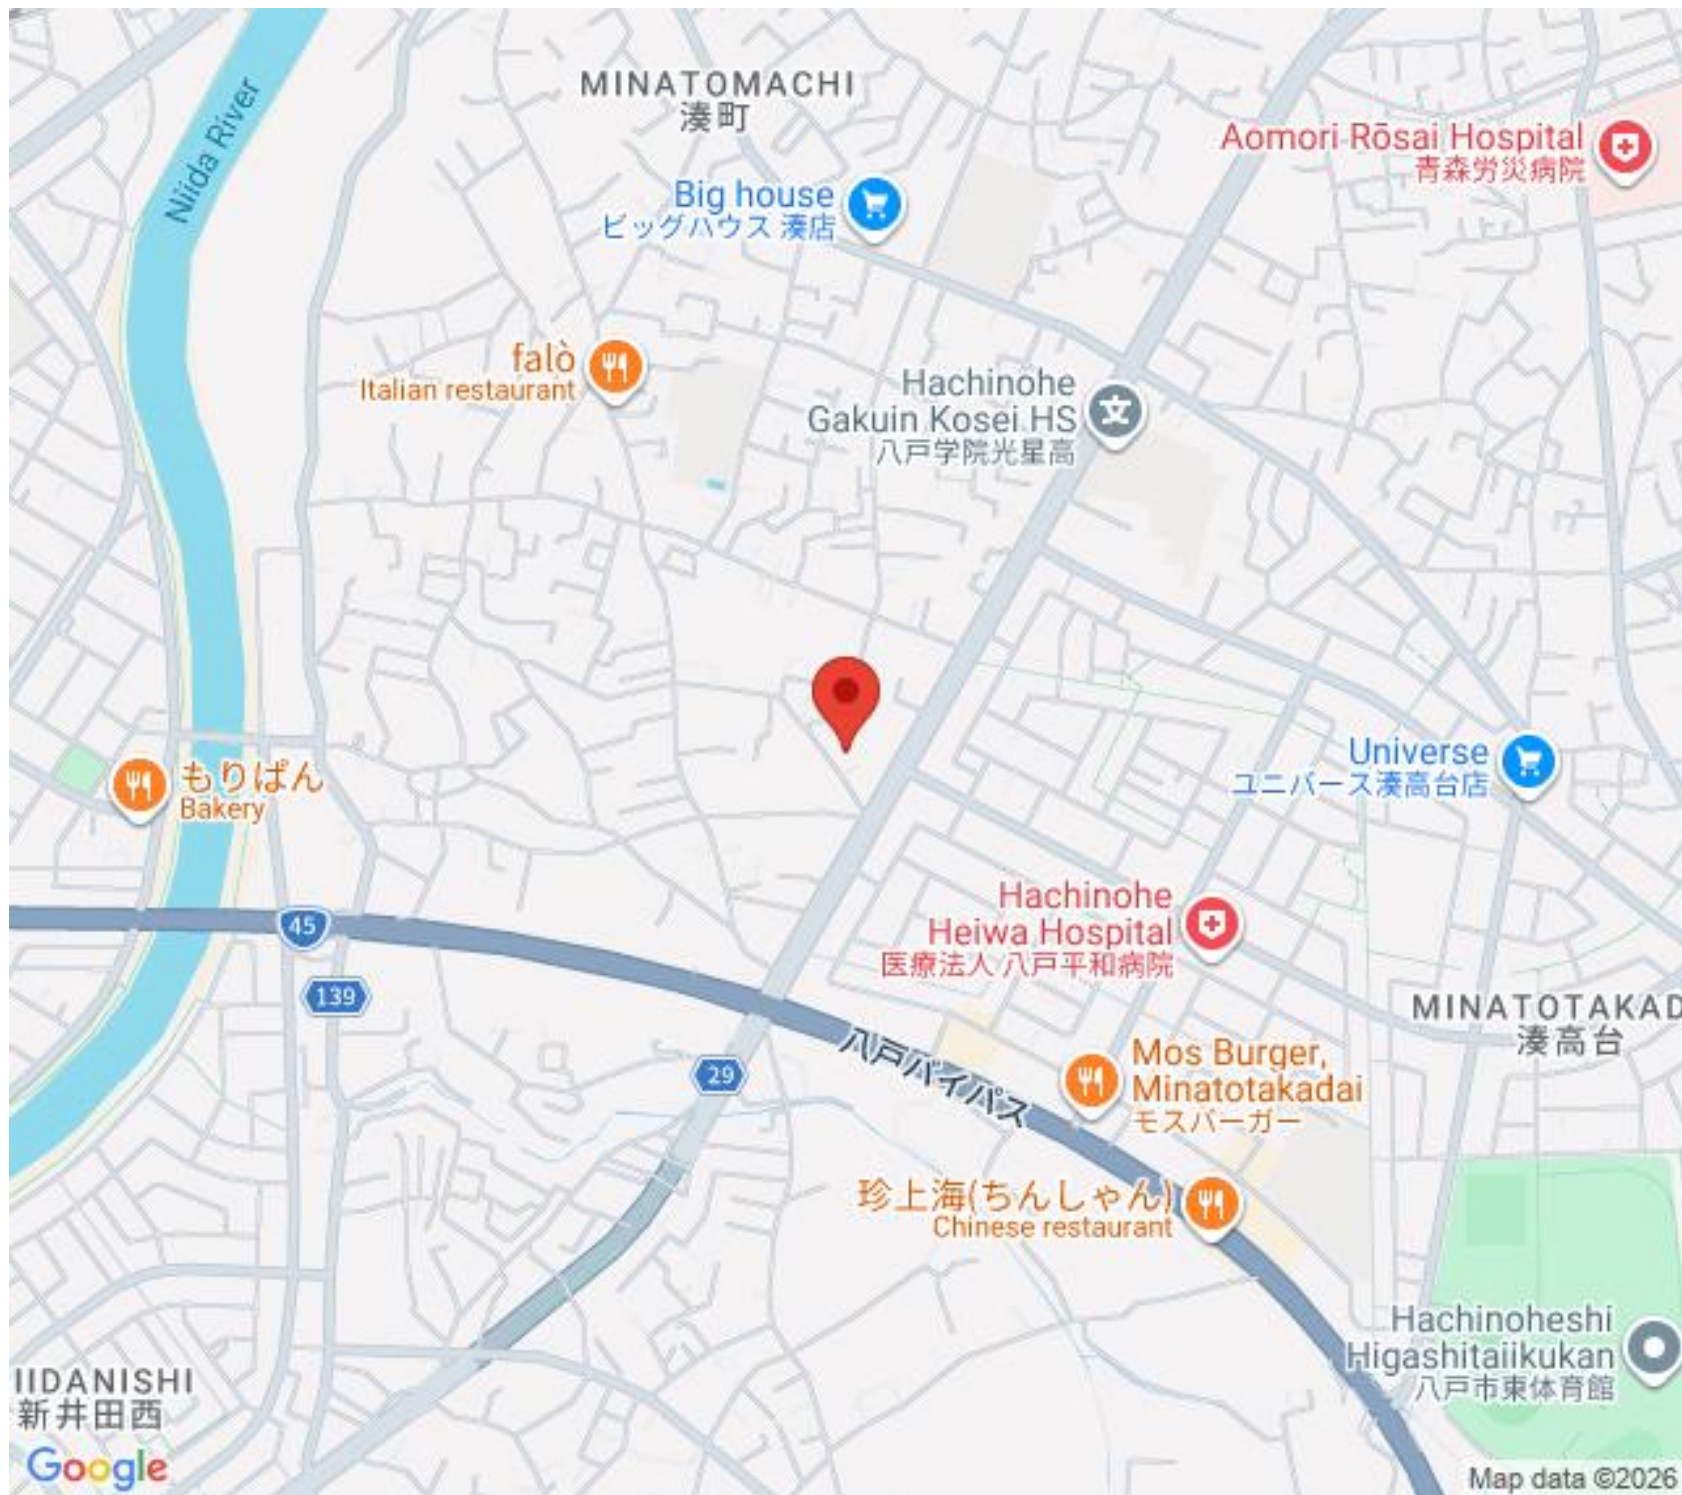 MINATOMACHI
湊町
Niida River
Aomori Rōsai Hospital
青森労災病院
Big house
ビッグハウス 湊店
falò
Italian restaurant
Hachinohe
Gakuin Kosei HS
八戸学院光星高
文
もりぱん
Bakery
Universe
ユニバース湊高台店
Hachinohe
Heiwa Hospital
医療法人 八戸平和病院
45
139
MINATOTAKAD
湊高台
八戸バイパス
29
Mos Burger,
Minatotakadai
モスバーガー
珍上海(ちんしゃん)
Chinese restaurant
Hachinoheshi
Higashitaiikukan
八戸市東体育館
IIDANISHI
新井田西
Google
Map data ©2026